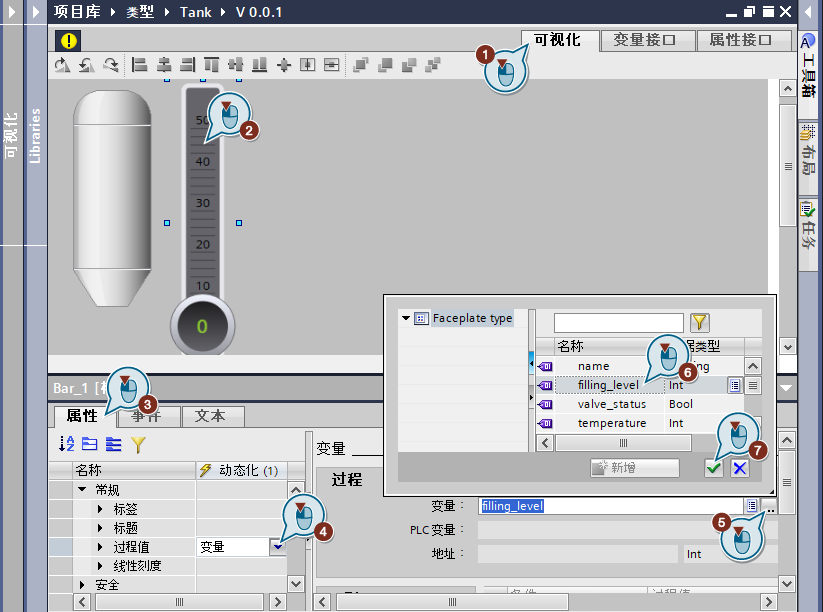 项目库 ▸ 类型 ▸ Tank ▸ V 0.0.1
可视化
变量接口
属性接口
1
可视化
Libraries
工具箱
布局
任务
2
50
40
30
20
10
0
Faceplate type
名称
name
filling_level Int
valve_status Bool
temperature Int
6
新增
7
Bar_1
3
属性
事件
文本
名称 动态化 (1)
常规
标签
标题
过程值 变量
线性刻度
安全
4
变量
过程
变量：
filling_level
5
PLC 变量：
地址：
Int